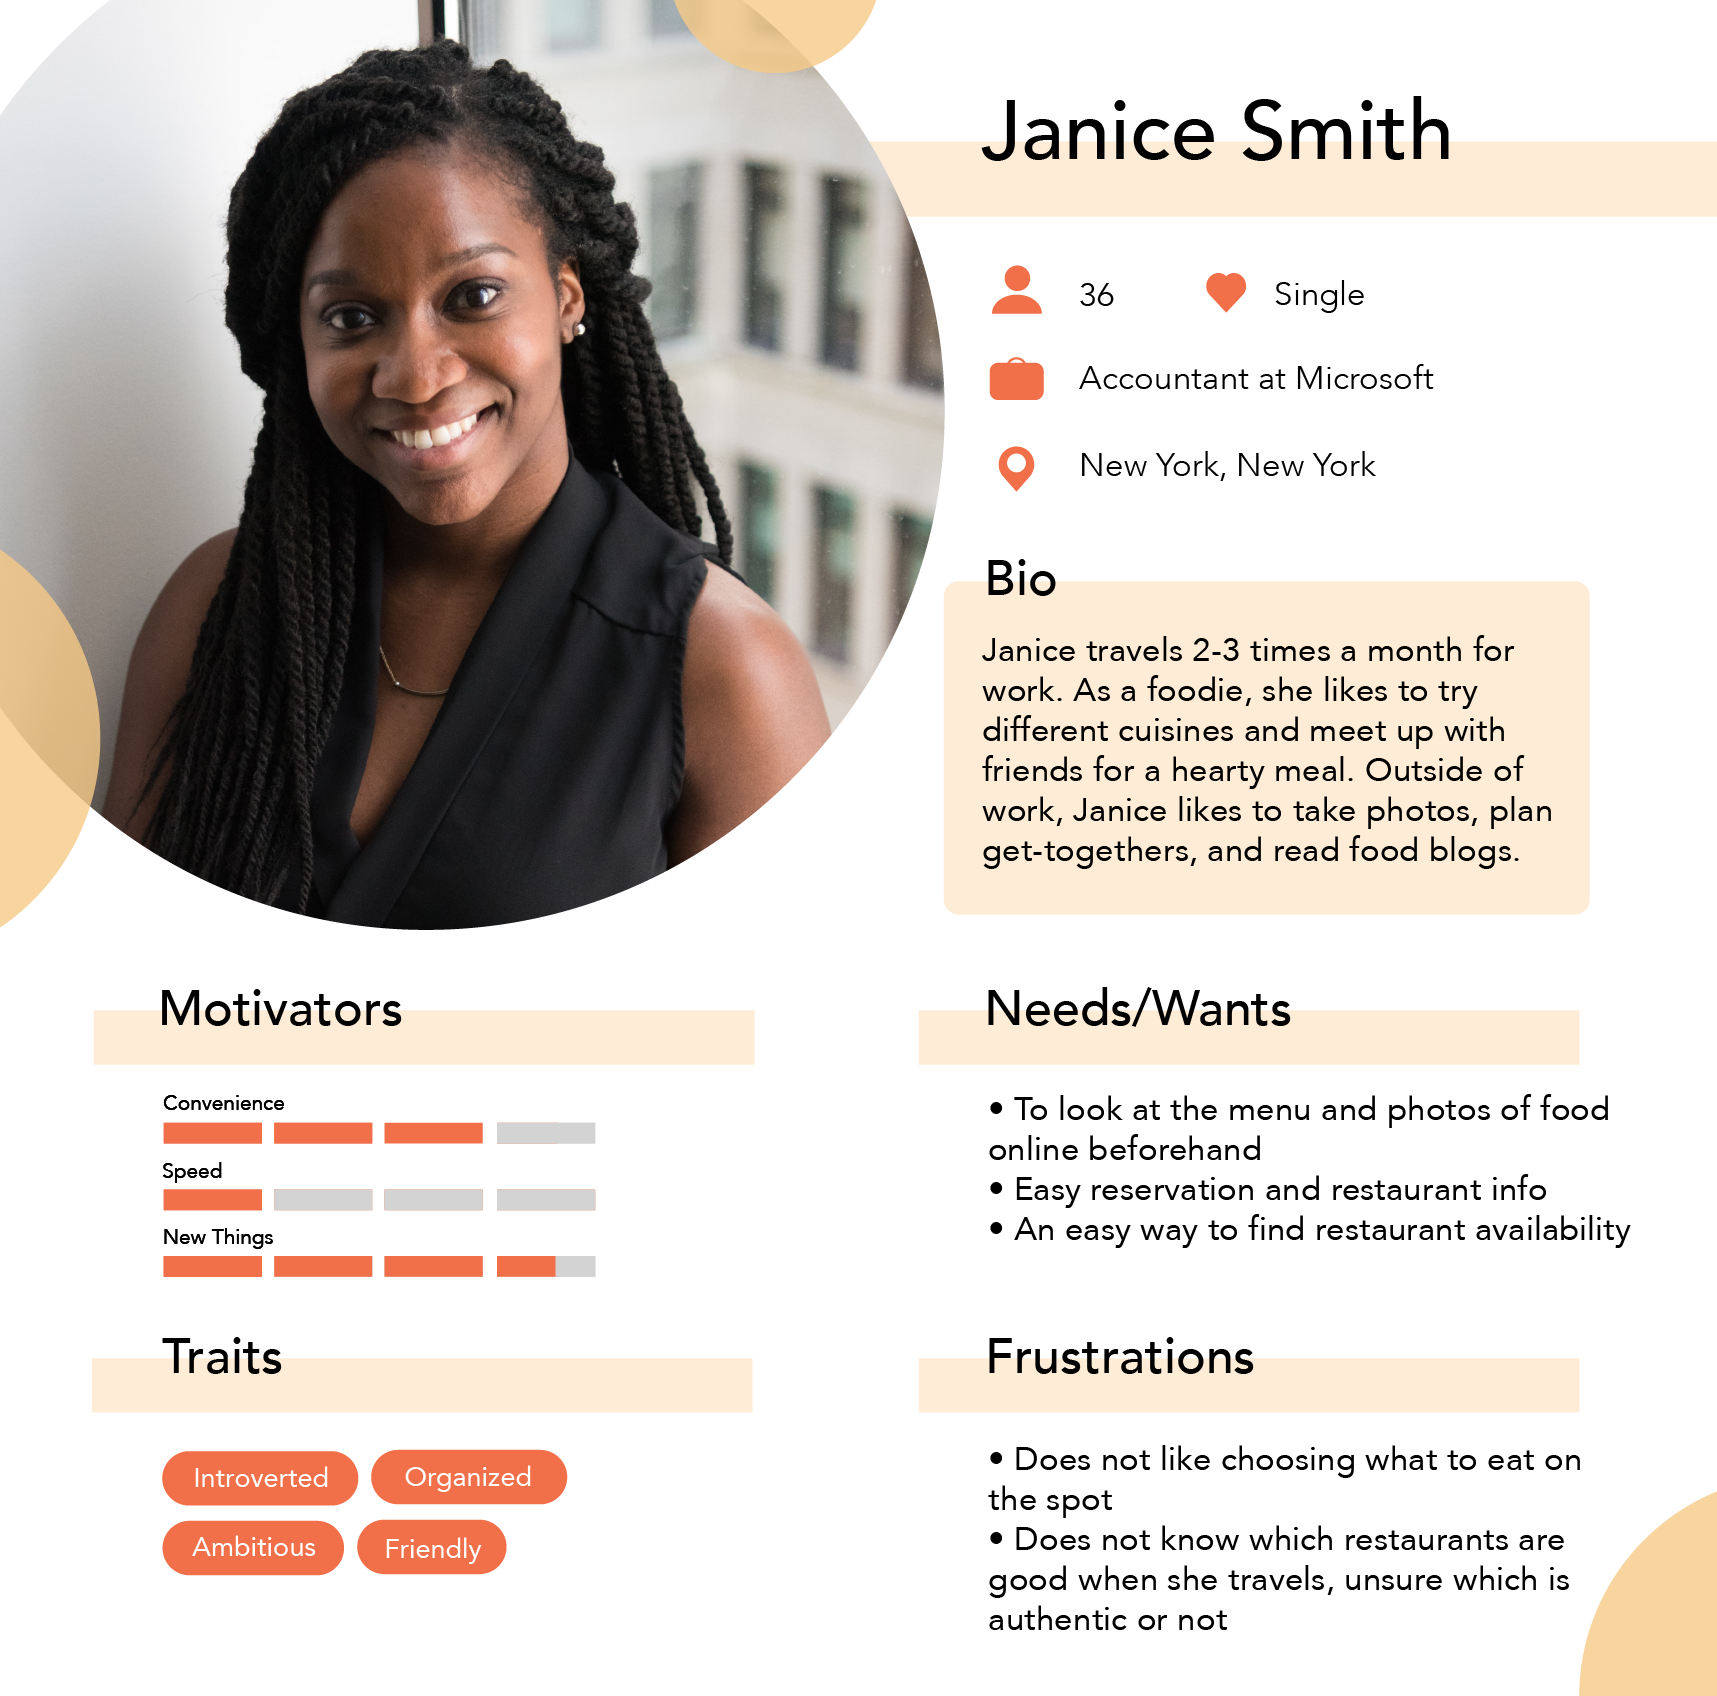 Janice Smith
36
Single
Accountant at Microsoft
New York, New York
Bio
Janice travels 2-3 times a month for
work. As a foodie, she likes to try
different cuisines and meet up with
friends for a hearty meal. Outside of
work, Janice likes to take photos, plan
get-togethers, and read food blogs.
Motivators
Convenience
Speed
New Things
Needs/Wants
• To look at the menu and photos of food
online beforehand
• Easy reservation and restaurant info
• An easy way to find restaurant availability
Traits
Introverted
Organized
Ambitious
Friendly
Frustrations
• Does not like choosing what to eat on
the spot
• Does not know which restaurants are
good when she travels, unsure which is
authentic or not